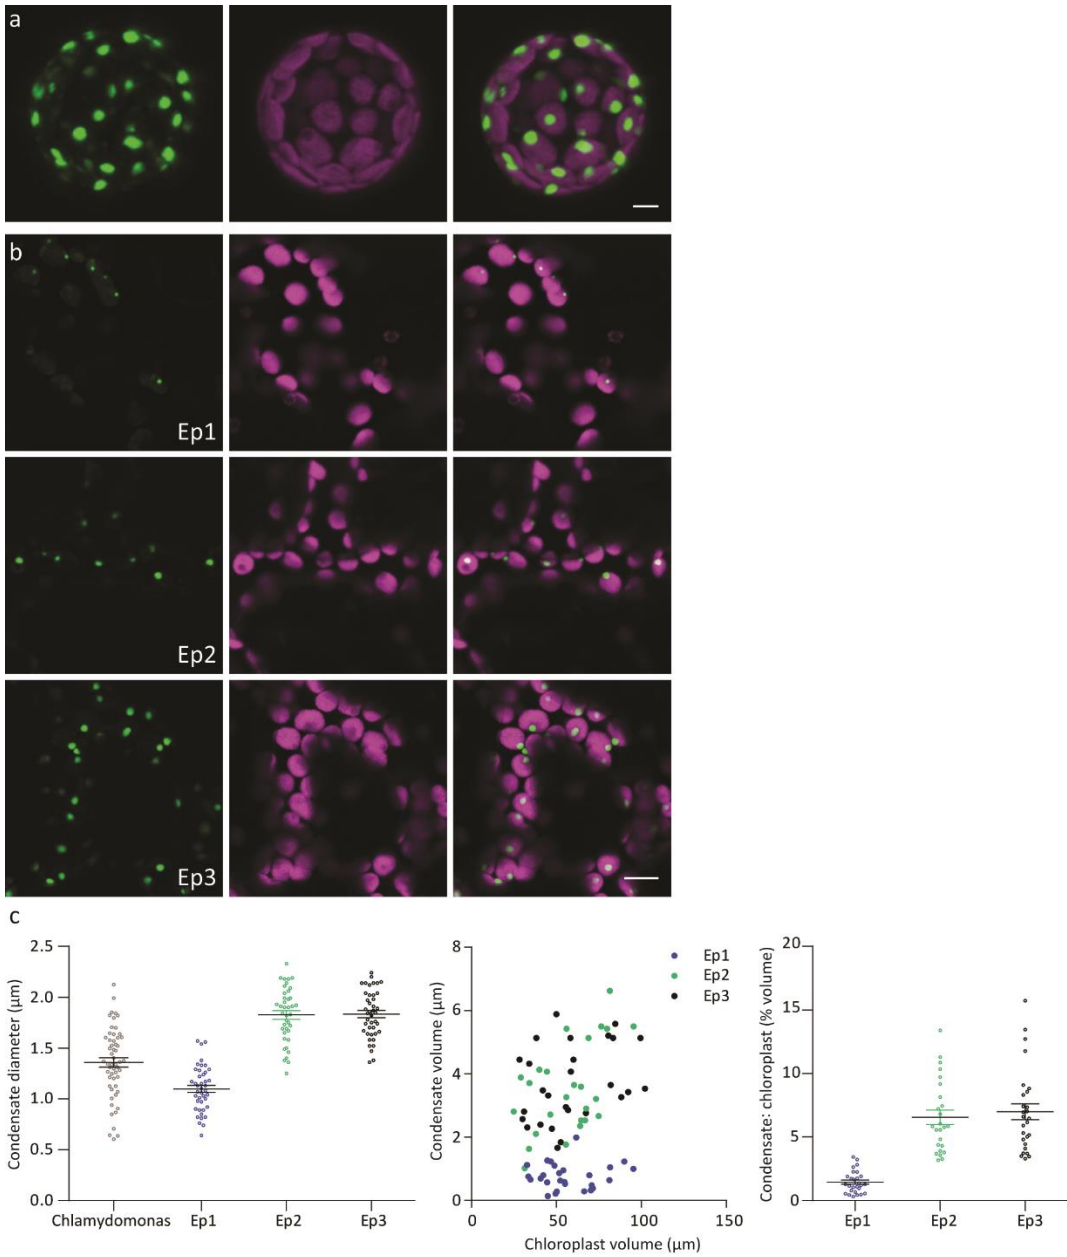 a
b
Ep1
Ep2
Ep3
c
2.5
2.0
1.5
1.0
0.5
0.0
Condensate diameter (µm)
Chlamydomonas Ep1 Ep2 Ep3
8
6
4
2
0
Condensate volume (µm)
0 50 100 150
Chloroplast volume (µm)
Ep1
Ep2
Ep3
20
15
10
5
0
Condensate: chloroplast (% volume)
Ep1 Ep2 Ep3